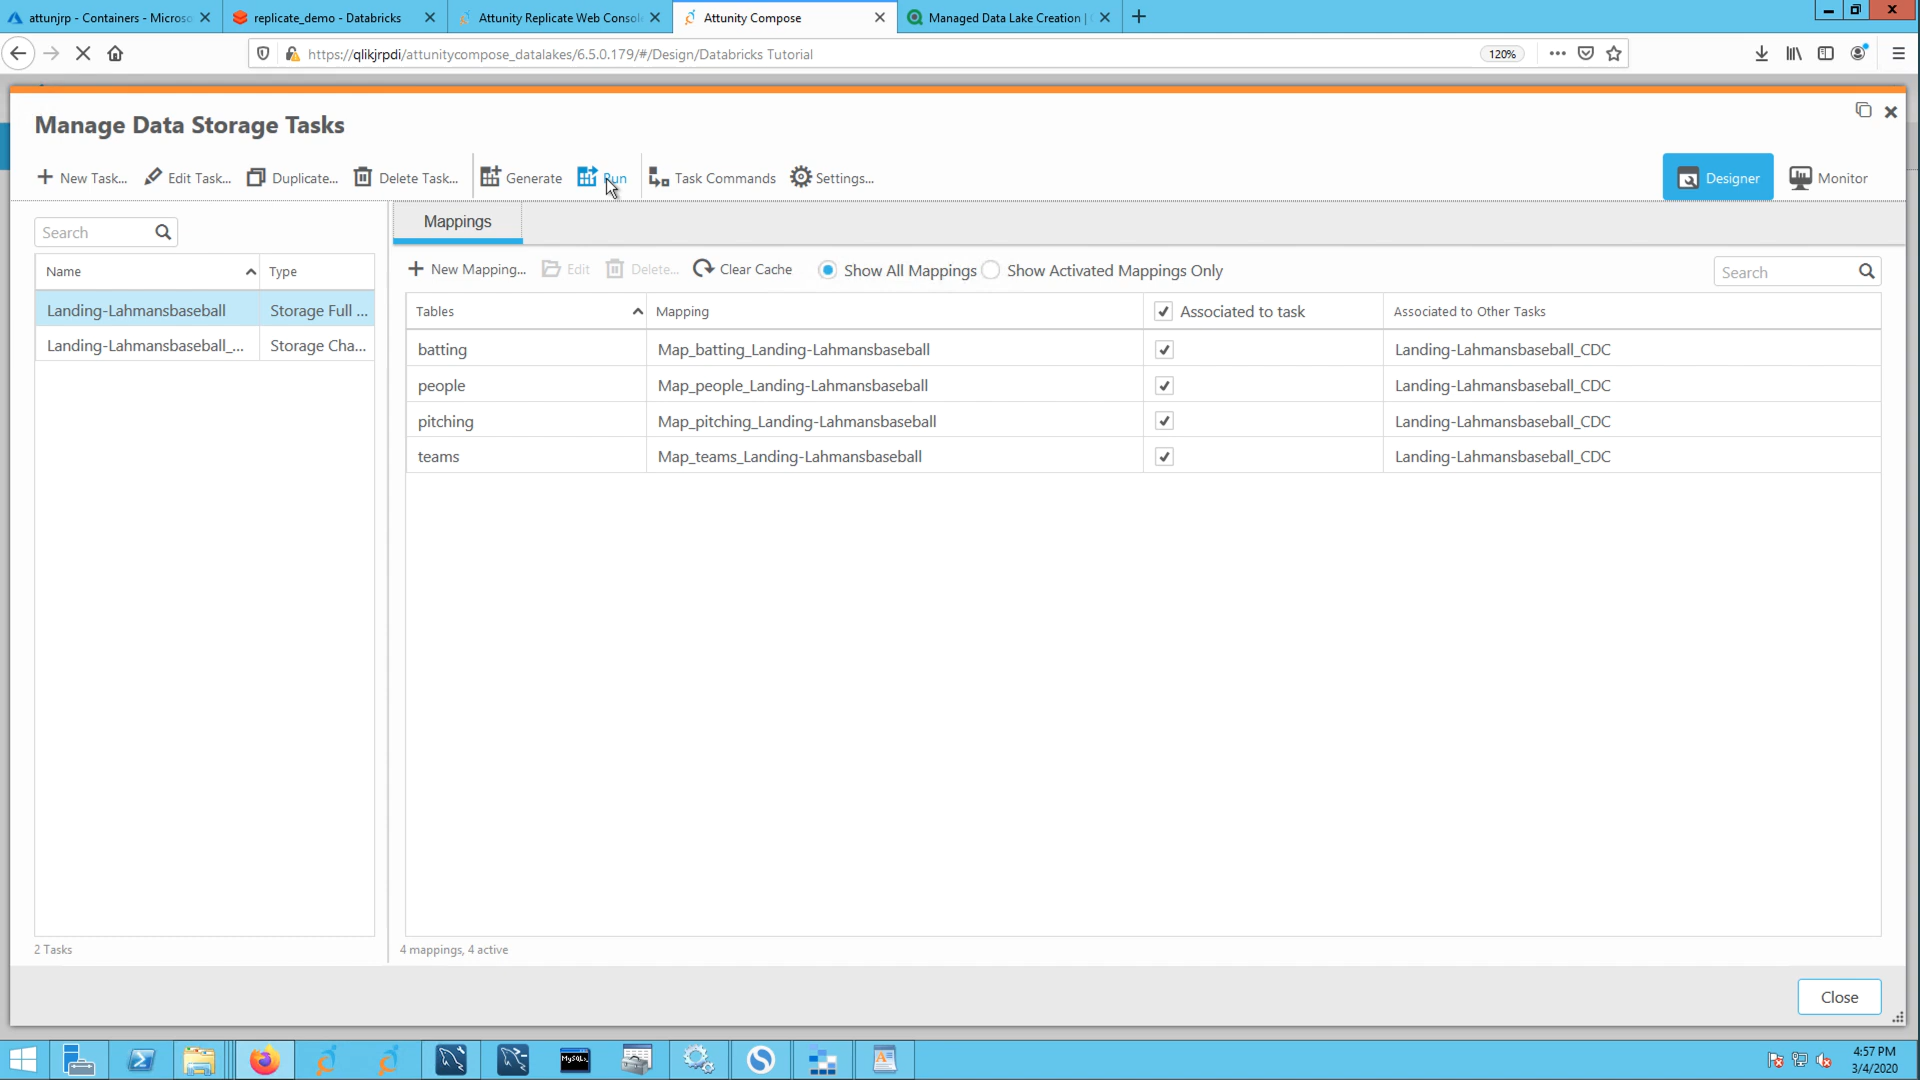 attunjrp - Containers - Microso
replicate_demo - Databricks
Attunity Replicate Web Consol
Attunity Compose
Managed Data Lake Creation |
https://qlikjrpdi/attunitycompose_datalakes/6.5.0.179/#/Design/Databricks Tutorial
120%
Manage Data Storage Tasks
New Task...
Edit Task...
Duplicate...
Delete Task...
Generate
Run
Task Commands
Settings...
Designer
Monitor
Search
Mappings
New Mapping...
Edit
Delete...
Clear Cache
Show All Mappings
Show Activated Mappings Only
Search
Name Type
Landing-Lahmansbaseball Storage Full ...
Landing-Lahmansbaseball_... Storage Cha...
Tables Mapping Associated to task Associated to Other Tasks
batting Map_batting_Landing-Lahmansbaseball Landing-Lahmansbaseball_CDC
people Map_people_Landing-Lahmansbaseball Landing-Lahmansbaseball_CDC
pitching Map_pitching_Landing-Lahmansbaseball Landing-Lahmansbaseball_CDC
teams Map_teams_Landing-Lahmansbaseball Landing-Lahmansbaseball_CDC
2 Tasks
4 mappings, 4 active
Close
MySQL
4:57 PM
3/4/2020